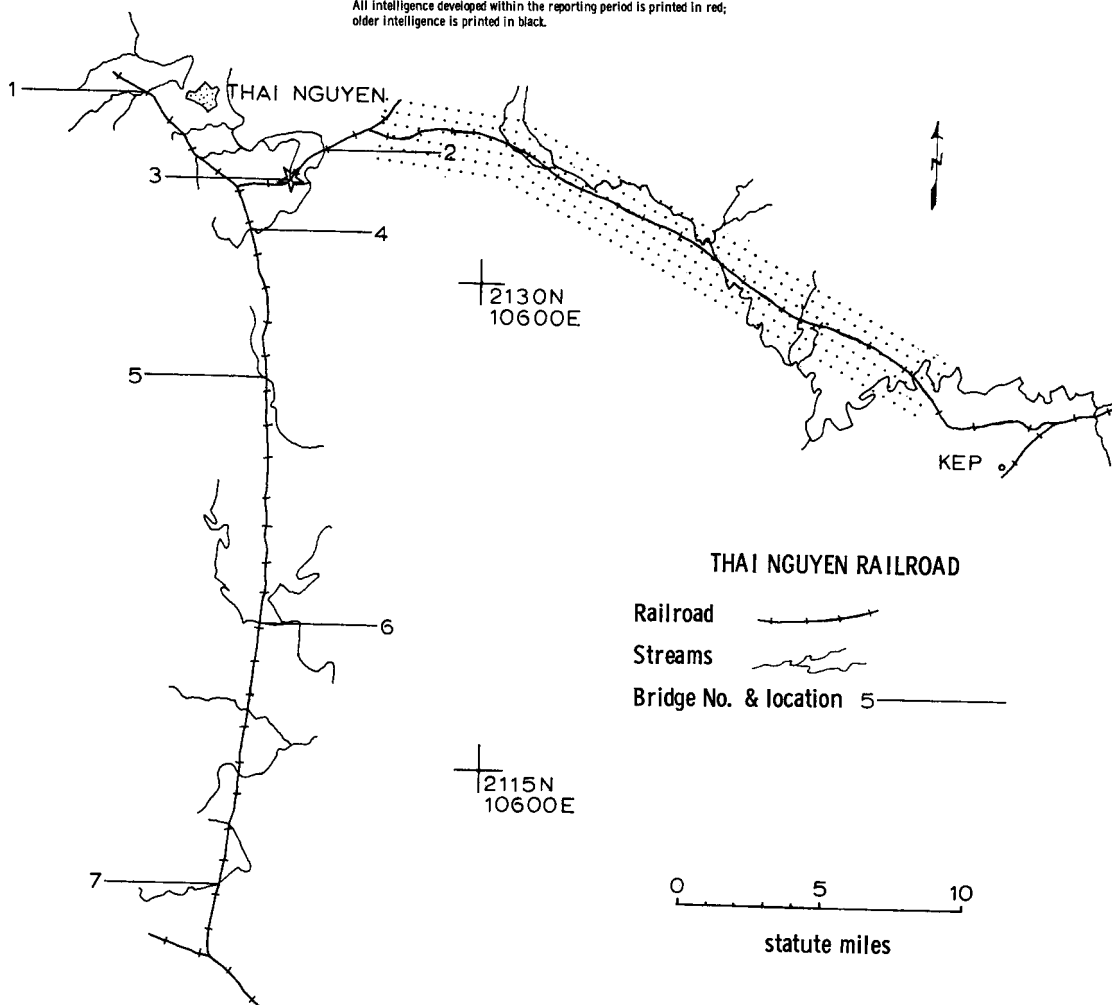 All intelligence developed within the reporting period is printed in red;
older intelligence is printed in black.
1
THAI NGUYEN
2
3
N
4
2130N
10600E
5
KEP
THAI NGUYEN RAILROAD
Railroad
6
Streams
Bridge No. & location 5
2115N
10600E
7
0 5 10
statute miles